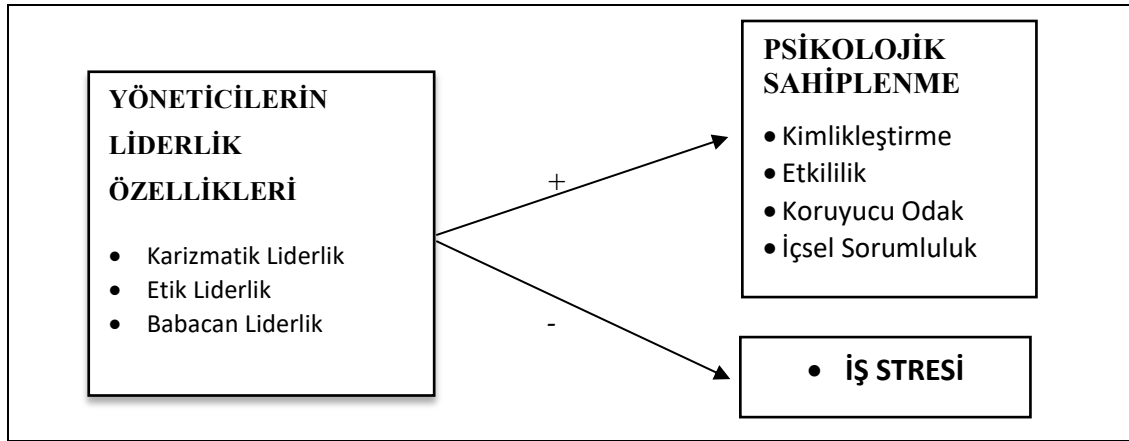 YÖNETİCİLERİN
LİDERLİK
ÖZELLİKLERİ
• Karizmatik Liderlik
• Etik Liderlik
• Babacan Liderlik
+
-
PSİKOLOJİK
SAHİPLENME
• Kimlikleştirme
• Etkililik
• Koruyucu Odak
• İçsel Sorumluluk
• İŞ STRESİ